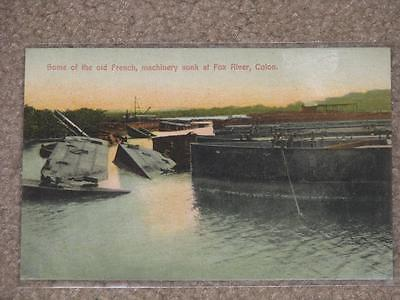 Some of the old French, machinery sunk at Fox River, Colon.